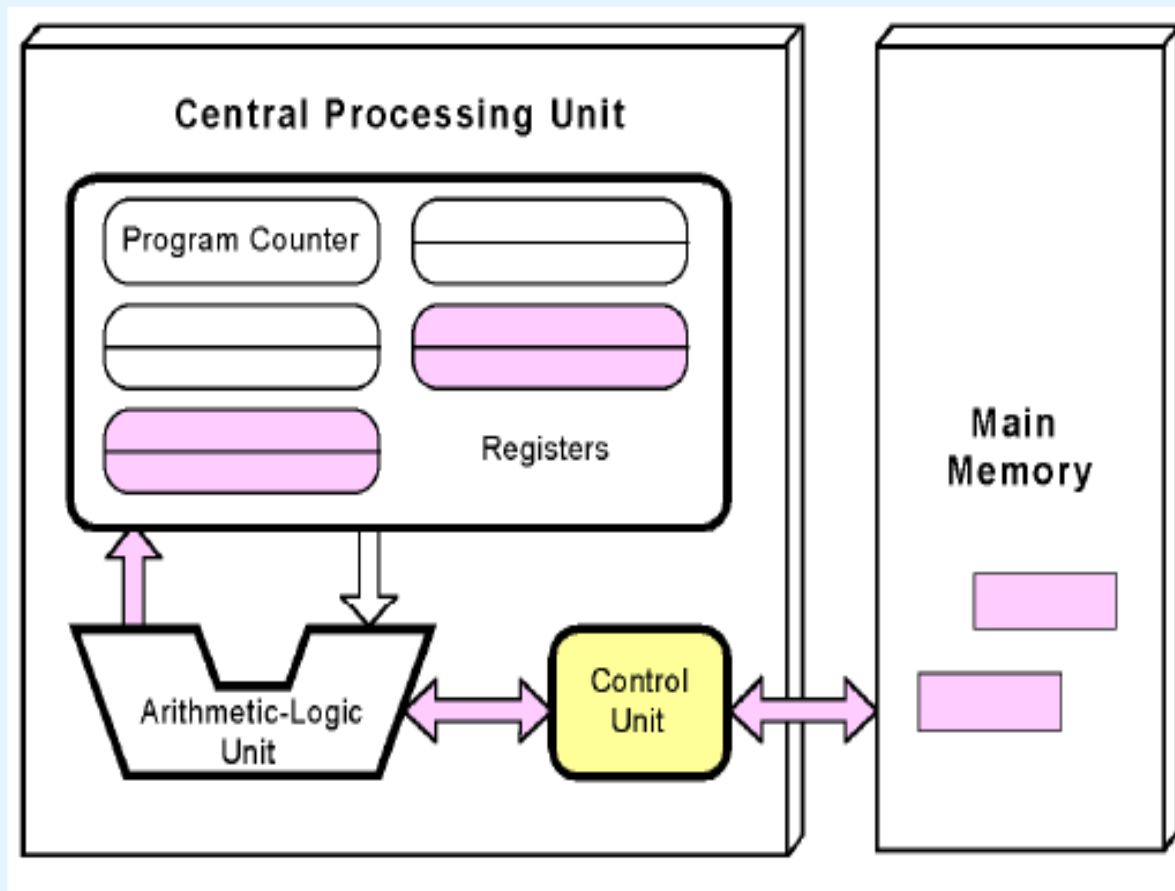 Central Processing Unit
Program Counter
Registers
Main
Memory
Arithmetic-Logic
Unit
Control
Unit